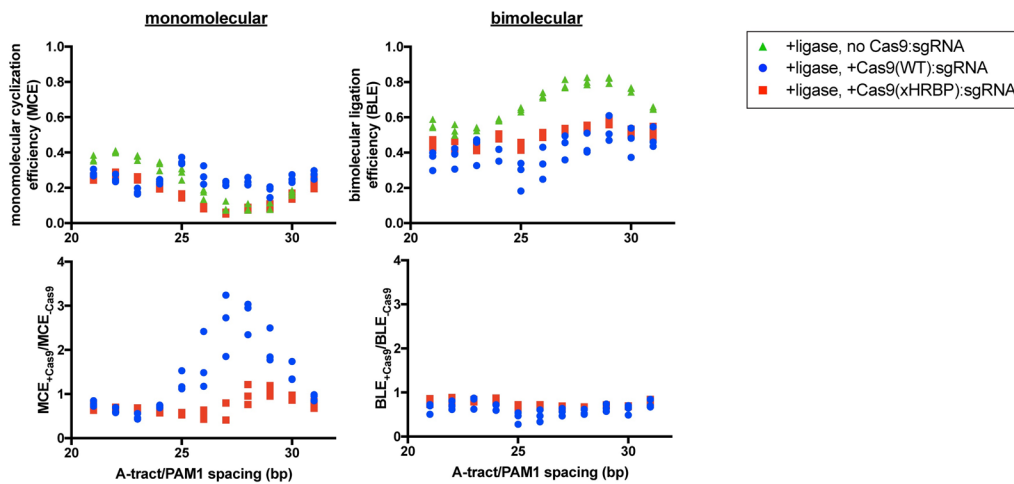 monomolecular
bimolecular
monomolecular cyclization
efficiency (MCE)
1.0
0.8
0.6
0.4
0.2
0.0
20
25
30
bimolecular ligation
efficiency (BLE)
1.0
0.8
0.6
0.4
0.2
0.0
20
25
30
+ligase, no Cas9:sgRNA
+ligase, +Cas9(WT):sgRNA
+ligase, +Cas9(xHRBP):sgRNA
MCE+Cas9/MCE-Cas9
4
3
2
1
0
20
25
30
A-tract/PAM1 spacing (bp)
BLE+Cas9/BLE-Cas9
4
3
2
1
0
20
25
30
A-tract/PAM1 spacing (bp)